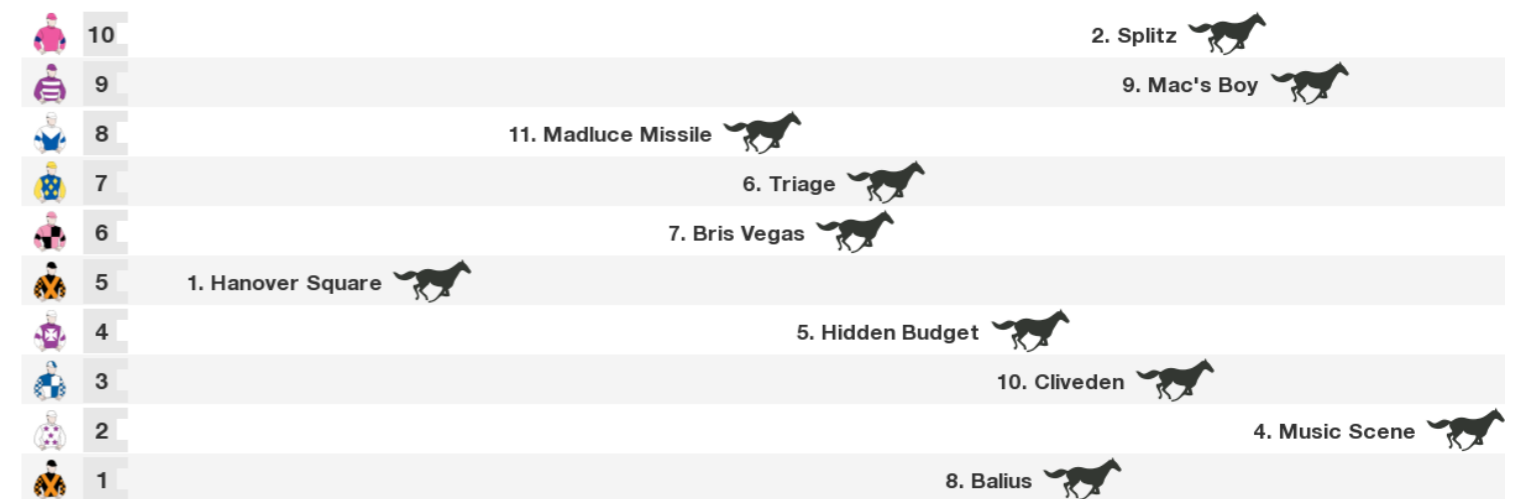 10 2. Splitz
9 9. Mac's Boy
8 11. Madluce Missile
7 6. Triage
6 7. Bris Vegas
5 1. Hanover Square
4 5. Hidden Budget
3 10. Cliveden
2 4. Music Scene
1 8. Balius